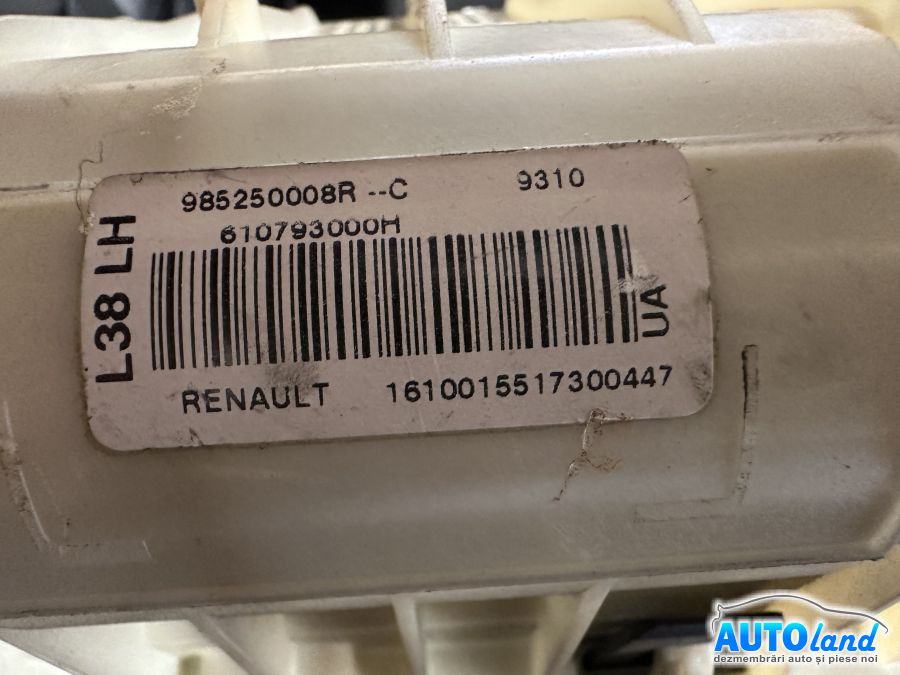 985250008R --C 9310
610793000H
L38 LH
UA
RENAULT 1610015517300447
AUTOland
dezmembrări auto și piese noi